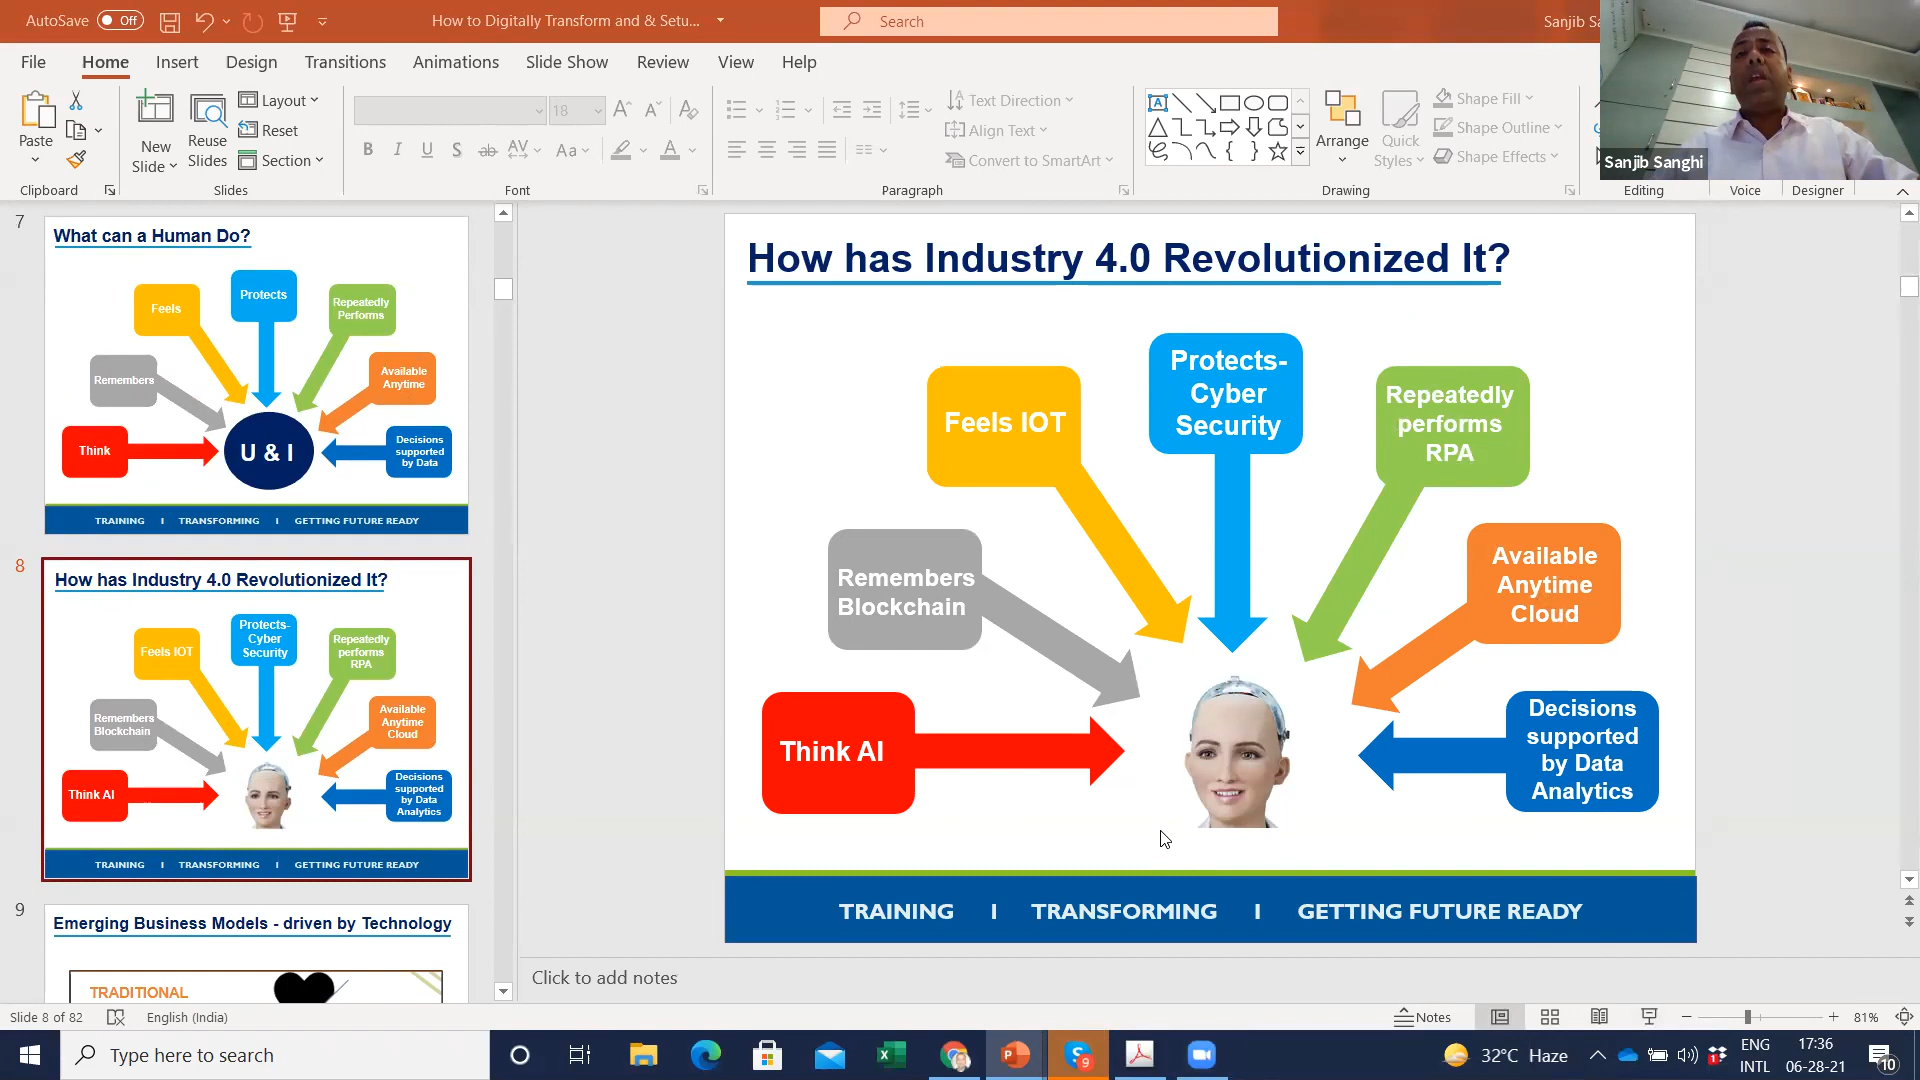 AutoSave Off
How to Digitally Transform and & Setu...
Search
Sanjib Sa
File Home Insert Design Transitions Animations Slide Show Review View Help
Paste
New Slide
Reuse Slides
Layout
Reset
Section
18
Text Direction
Align Text
Convert to SmartArt
Arrange
Quick Styles
Shape Fill
Shape Outline
Shape Effects
Sanjib Sanghi
Clipboard Slides Font Paragraph Drawing Editing Voice Designer
7
What can a Human Do?
Feels
Protects
Repeatedly
Performs
Remembers
Available
Anytime
Think
U & I
Decisions
supported
by Data
TRAINING I TRANSFORMING I GETTING FUTURE READY
8
How has Industry 4.0 Revolutionized It?
Feels IOT
Protects-
Cyber
Security
Repeatedly
performs
RPA
Remembers
Blockchain
Available
Anytime
Cloud
Think AI
Decisions
supported
by Data
Analytics
TRAINING I TRANSFORMING I GETTING FUTURE READY
9
Emerging Business Models - driven by Technology
TRADITIONAL
How has Industry 4.0 Revolutionized It?
Feels IOT
Protects-
Cyber
Security
Repeatedly
performs
RPA
Remembers
Blockchain
Available
Anytime
Cloud
Think AI
Decisions
supported
by Data
Analytics
TRAINING I TRANSFORMING I GETTING FUTURE READY
Click to add notes
Slide 8 of 82 English (India) Notes 81%
Type here to search
32°C Haze
ENG
INTL
17:36
06-28-21
10